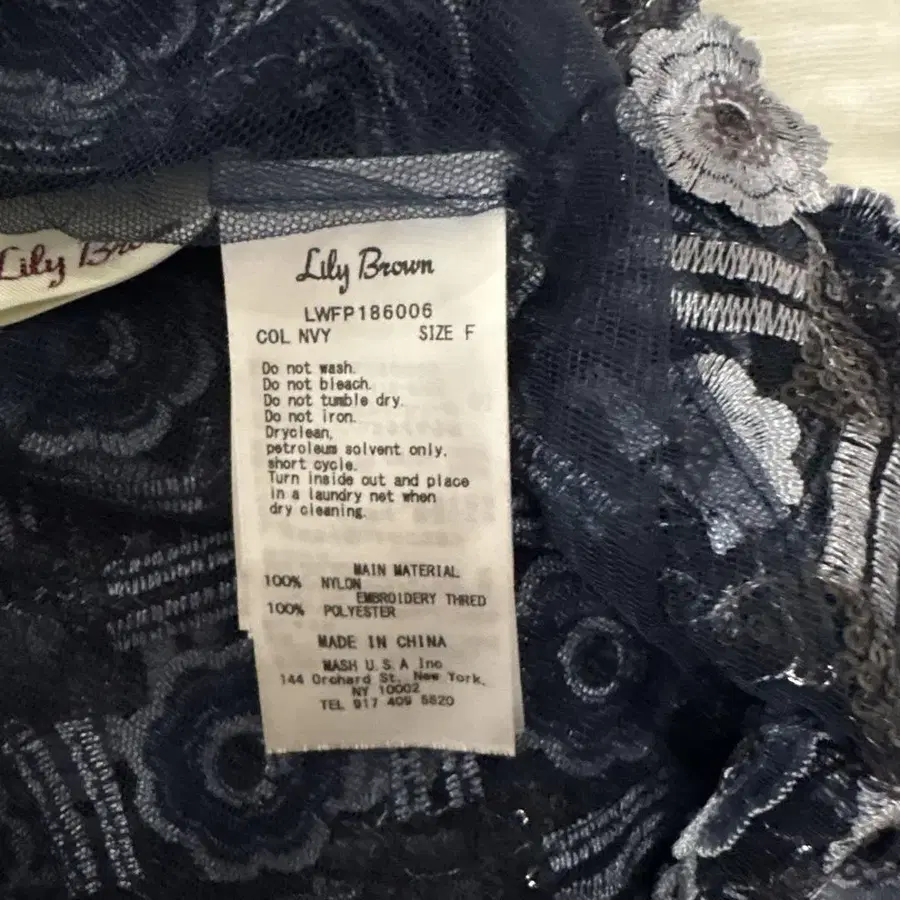 Lily
Lily Brown
LWFP186006
COL NVY SIZE F
Do not wash.
Do not bleach.
Do not tumble dry.
Do not iron.
Dryclean,
petroleum solvent only.
short cycle.
Turn inside out and place
in a laundry net when
dry cleaning.
MAIN MATERIAL
100% NYLON
EMBROIDERY THRED
100% POLYESTER
MADE IN CHINA
MASH U.S.A Inc
144 Orchard St. New York,
NY 10002
TEL 917 409 5620